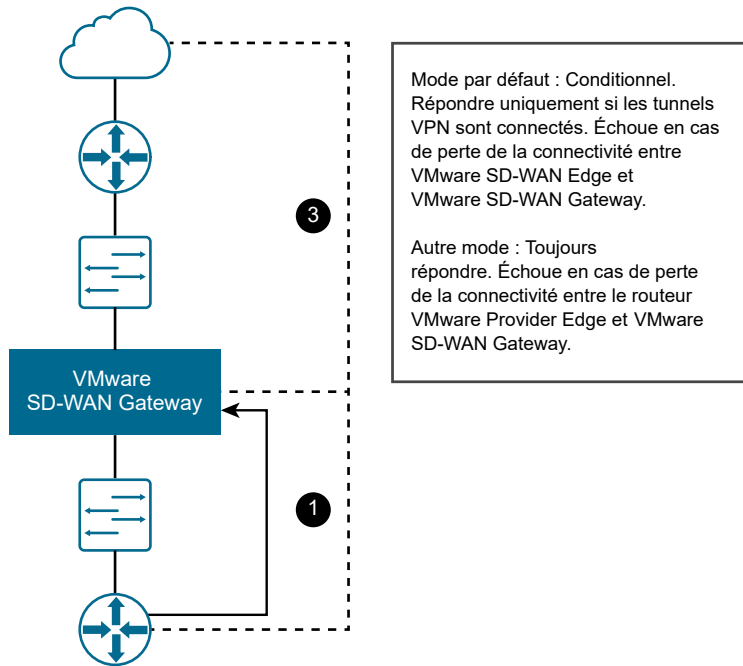 Mode par défaut : Conditionnel.
Répondre uniquement si les tunnels
VPN sont connectés. Échoue en cas
de perte de la connectivité entre
VMware SD-WAN Edge et
VMware SD-WAN Gateway.
Autre mode : Toujours
répondre. Échoue en cas de perte
de la connectivité entre le routeur
VMware Provider Edge et VMware
SD-WAN Gateway.
3
VMware
SD-WAN Gateway
1